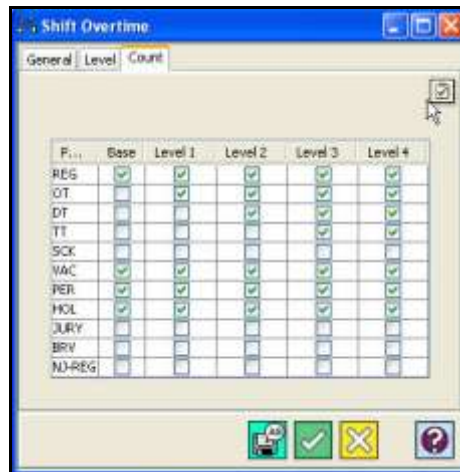 Shift Overtime
General Level Count
P... Base Level 1 Level 2 Level 3 Level 4
REG
OT
DT
TT
SCK
VAC
PER
HOL
JURY
BRV
NJ-REG
?